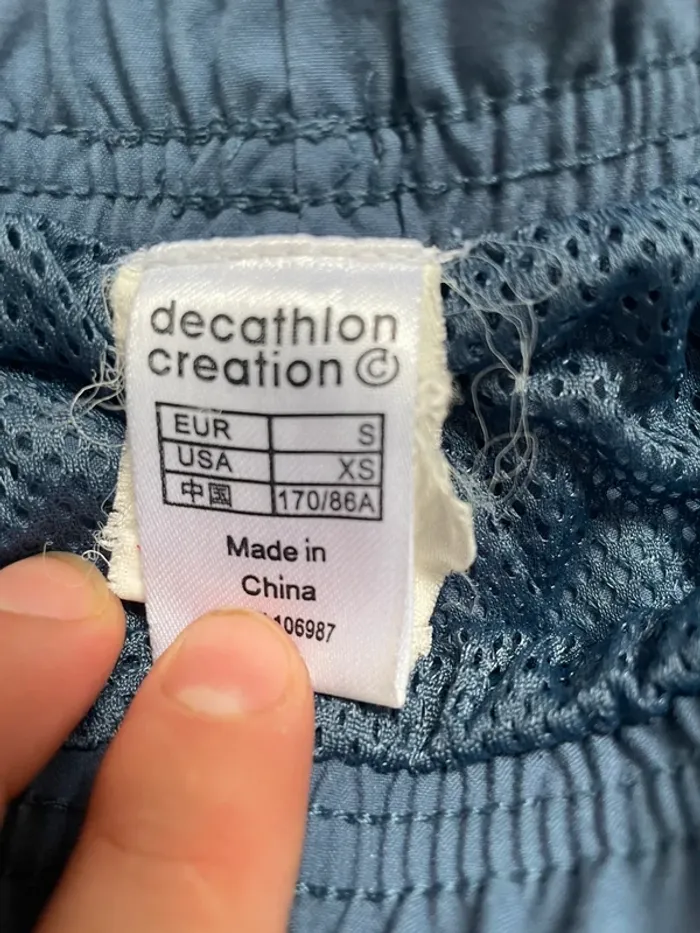 decathlon
creation ©
EUR S
USA XS
中国 170/86A
Made in
China
106987